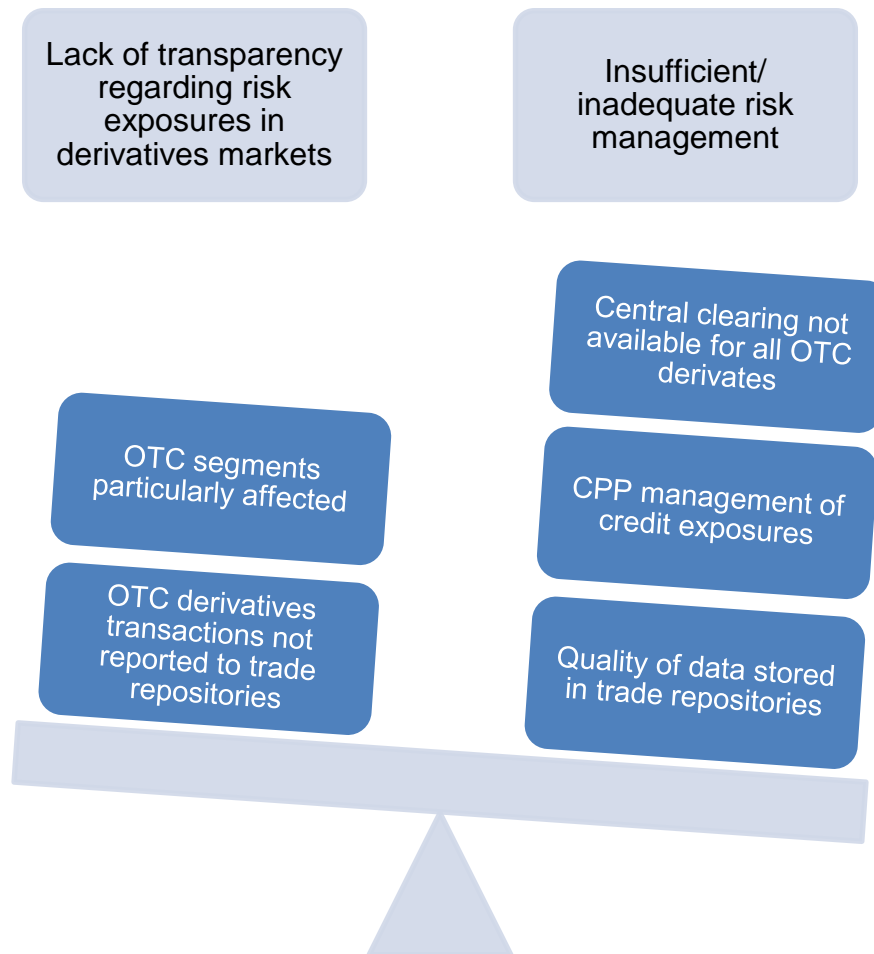 Lack of transparency
regarding risk
exposures in
derivatives markets
Insufficient/
inadequate risk
management
OTC segments
particularly affected
OTC derivatives
transactions not
reported to trade
repositories
Central clearing not
available for all OTC
derivates
CPP management of
credit exposures
Quality of data stored
in trade repositories